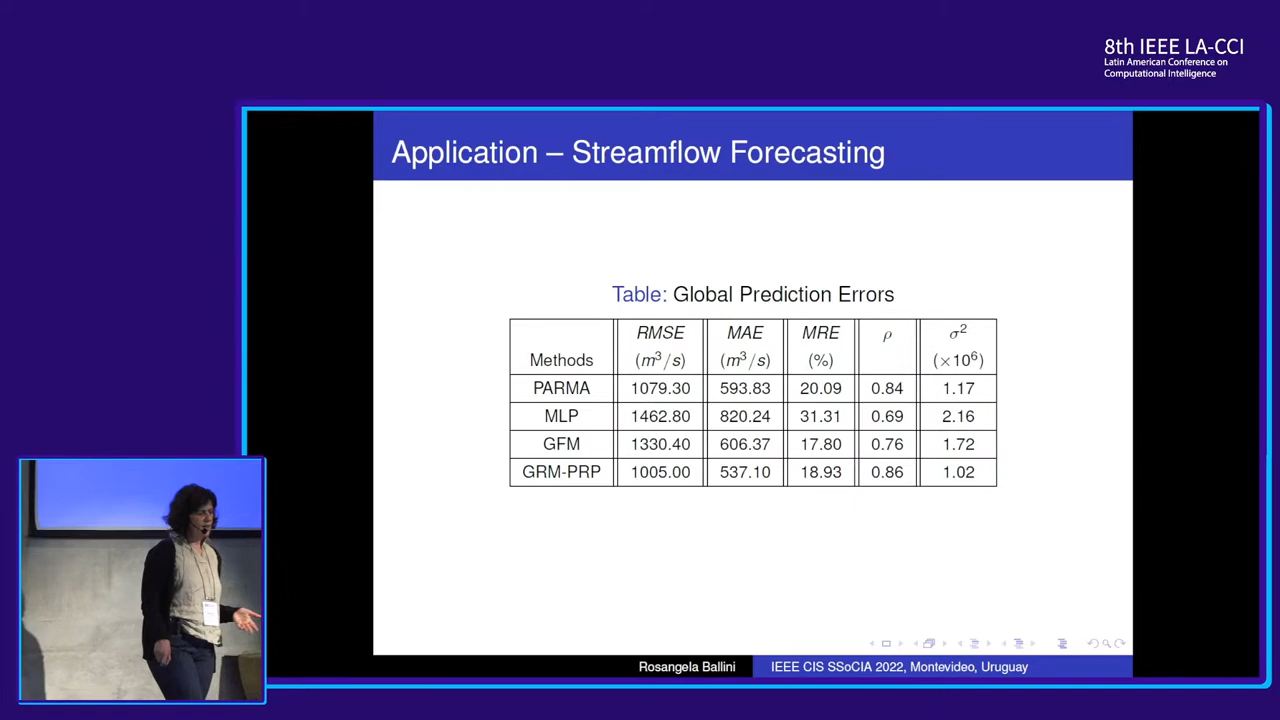 8th IEEE LA-CCI
Latin American Conference on
Computational Intelligence
Application – Streamflow Forecasting
Table: Global Prediction Errors
Methods RMSE (m³/s) MAE (m³/s) MRE (%) ρ σ² (×10⁶)
PARMA 1079.30 593.83 20.09 0.84 1.17
MLP 1462.80 820.24 31.31 0.69 2.16
GFM 1330.40 606.37 17.80 0.76 1.72
GRM-PRP 1005.00 537.10 18.93 0.86 1.02
Rosangela Ballini IEEE CIS SSoCIA 2022, Montevideo, Uruguay